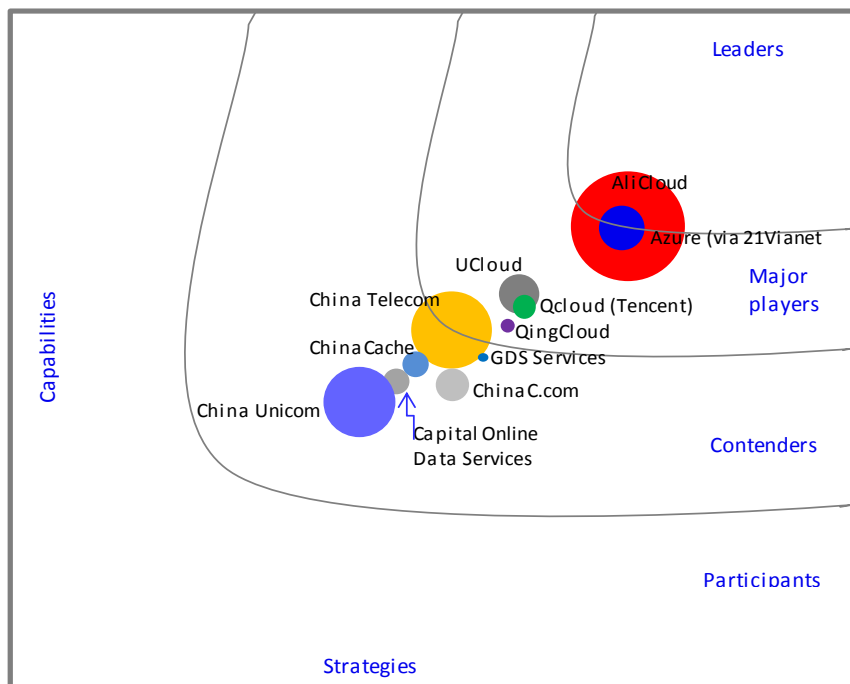 Leaders
AliCloud
Azure (via 21Vianet
UCloud
Major
players
China Telecom
Qcloud (Tencent)
QingCloud
ChinaCache
GDS Services
ChinaC.com
China Unicom
Capital Online
Data Services
Capabilities
Contenders
Participants
Strategies